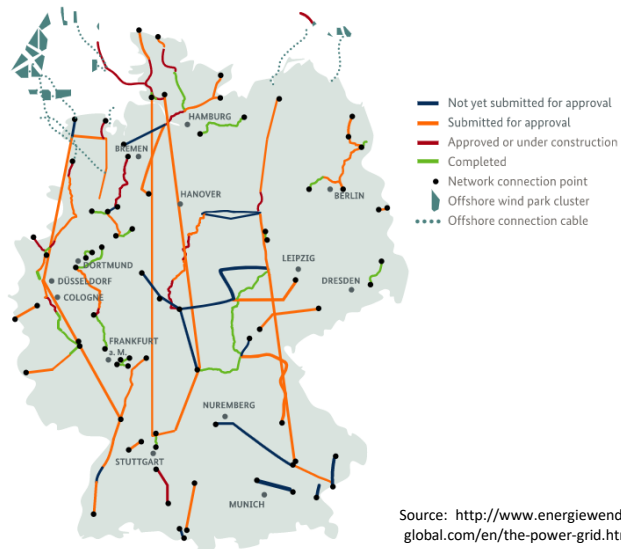 HAMBURG
BREMEN
HANOVER
BERLIN
DORTMUND
DÜSSELDORF
COLOGNE
LEIPZIG
DRESDEN
FRANKFURT
a. M.
NUREMBERG
STUTTGART
MUNICH
Not yet submitted for approval
Submitted for approval
Approved or under construction
Completed
Network connection point
Offshore wind park cluster
Offshore connection cable
Source: http://www.energiewend
global.com/en/the-power-grid.htm